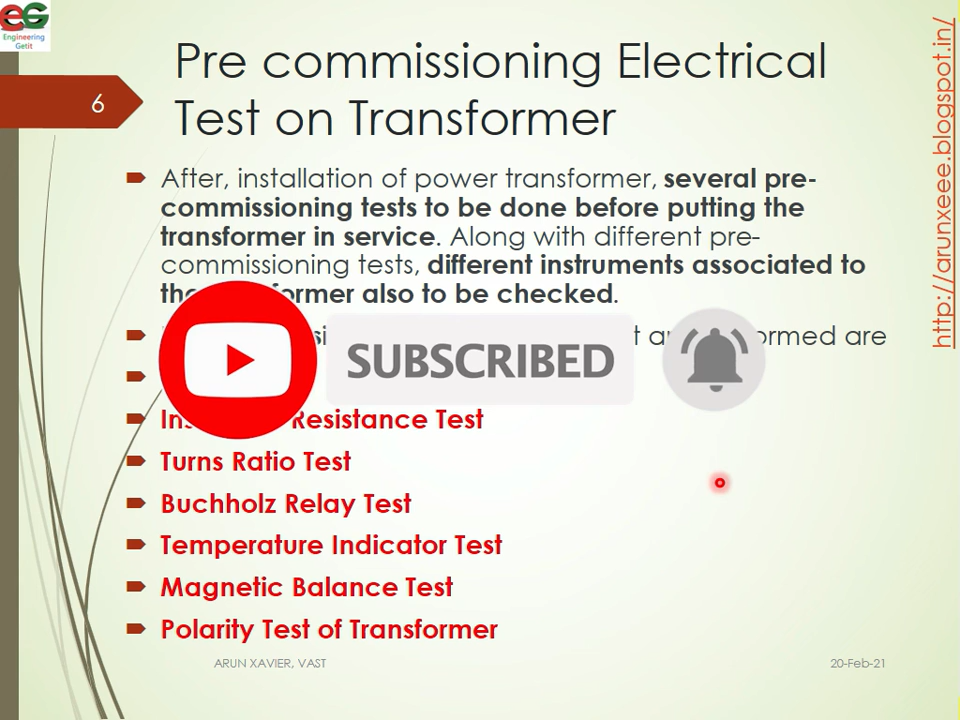 Engineering
Getit
Pre commissioning Electrical
Test on Transformer
6
After, installation of power transformer, several pre-
commissioning tests to be done before putting the
transformer in service. Along with different pre-
commissioning tests, different instruments associated to
also to be checked.
are
SUBSCRIBED
Resistance Test
Turns Ratio Test
Buchholz Relay Test
Temperature Indicator Test
Magnetic Balance Test
Polarity Test of Transformer
ARUN XAVIER, VAST
20-Feb-21
http://arunxeee.blogspot.in/